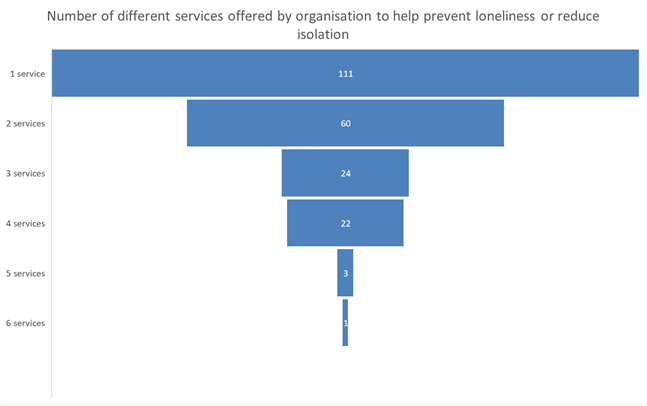 Number of different services offered by organisation to help prevent loneliness or reduce
isolation
1 service
111
2 services
60
3 services
24
4 services
22
5 services
3
6 services
1